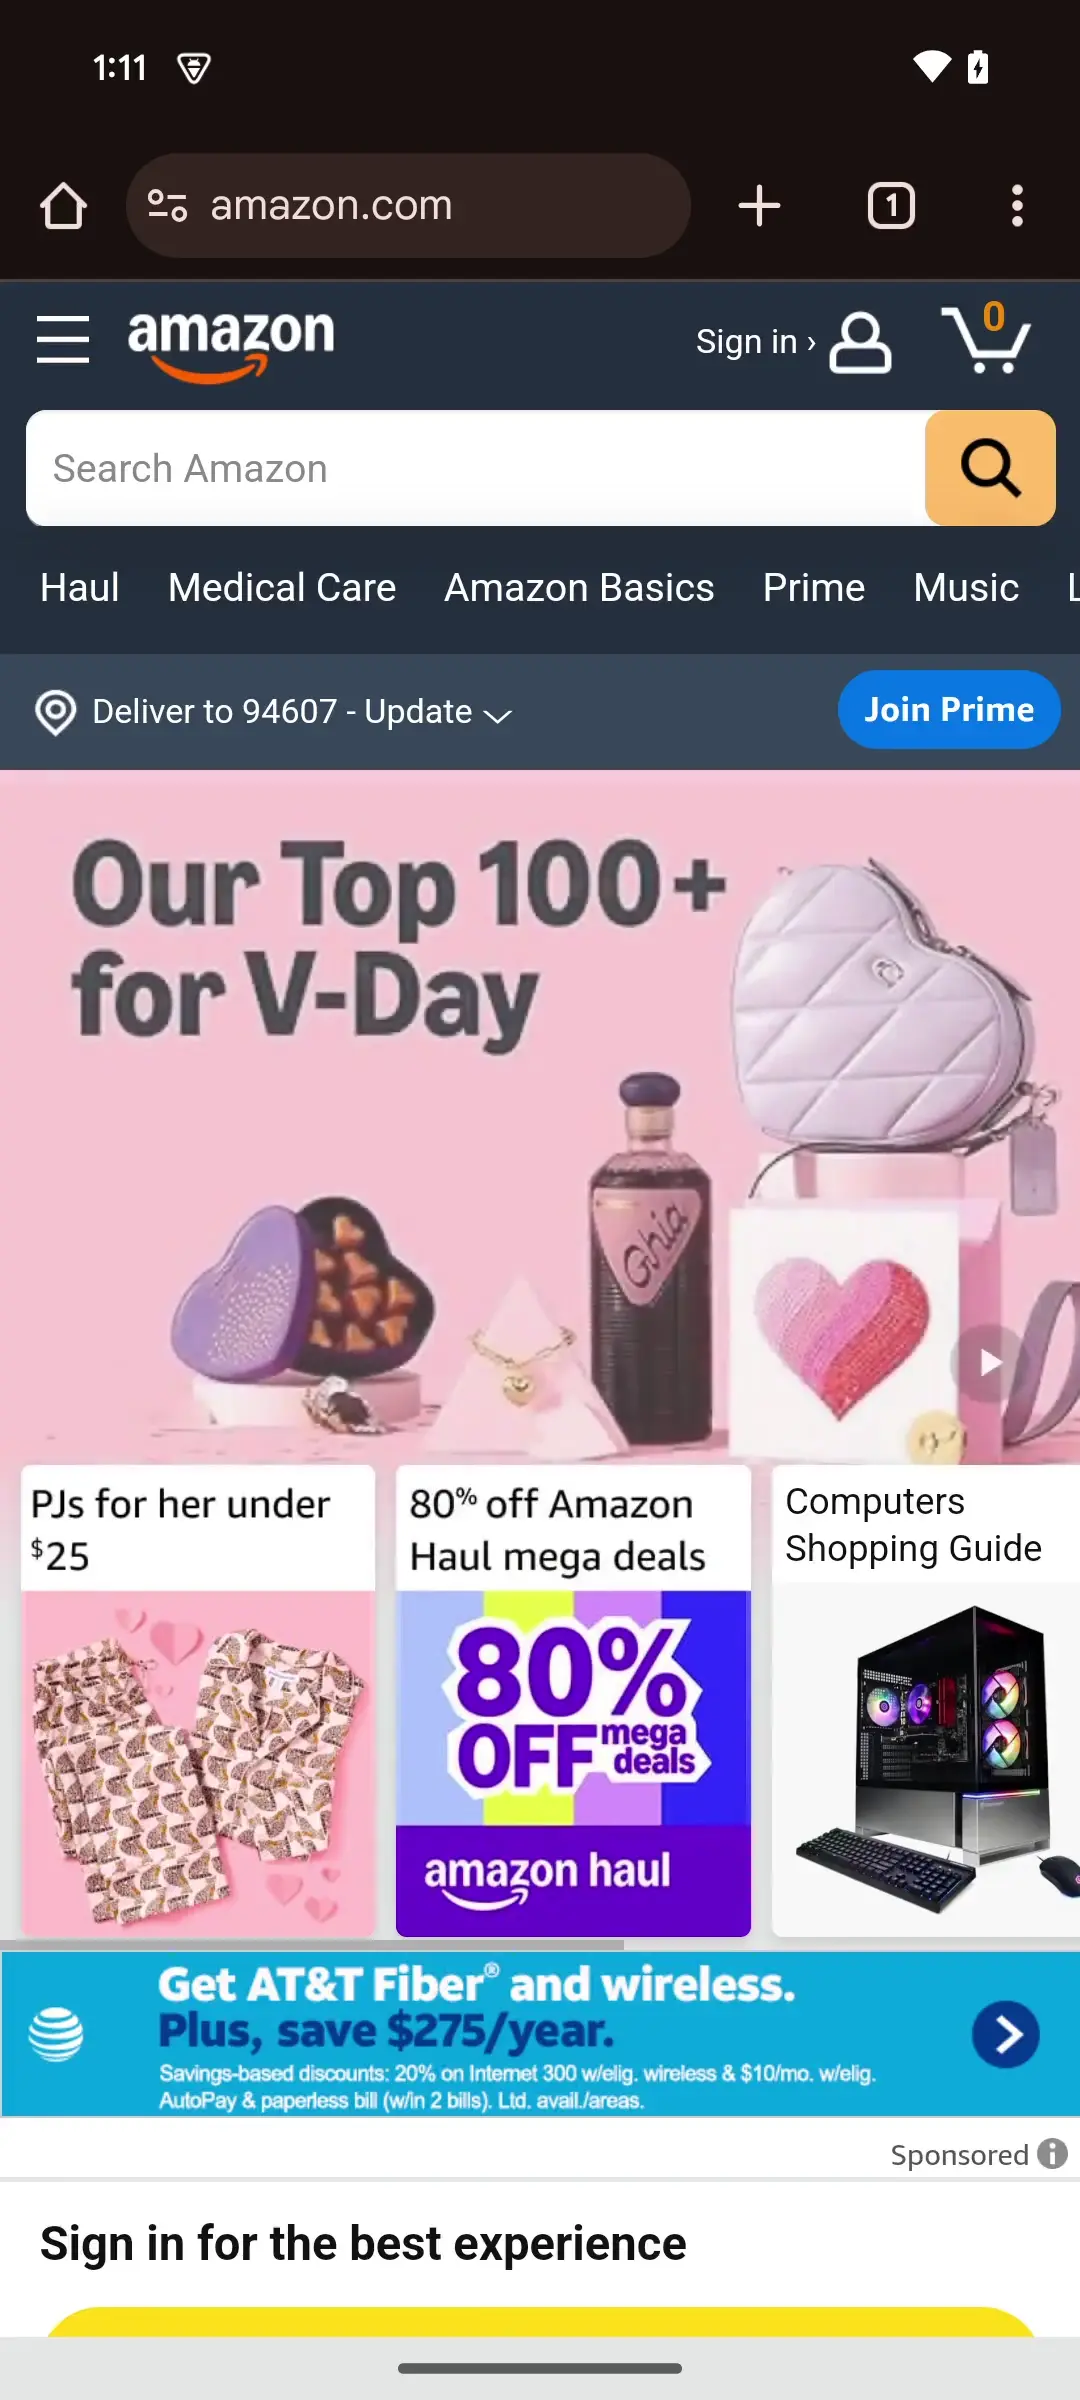 1:11
amazon.com
1
amazon
Sign in ›
0
Search Amazon
Haul Medical Care Amazon Basics Prime Music L
Deliver to 94607 - Update
Join Prime
Our Top 100+
for V-Day
Ghia
PJs for her under
$25
80% off Amazon
Haul mega deals
80%
OFF mega
deals
amazon haul
Computers
Shopping Guide
Get AT&T Fiber® and wireless.
Plus, save $275/year.
Savings-based discounts: 20% on Internet 300 w/elig. wireless & $10/mo. w/elig.
AutoPay & paperless bill (w/in 2 bills). Ltd. avail./areas.
Sponsored
Sign in for the best experience